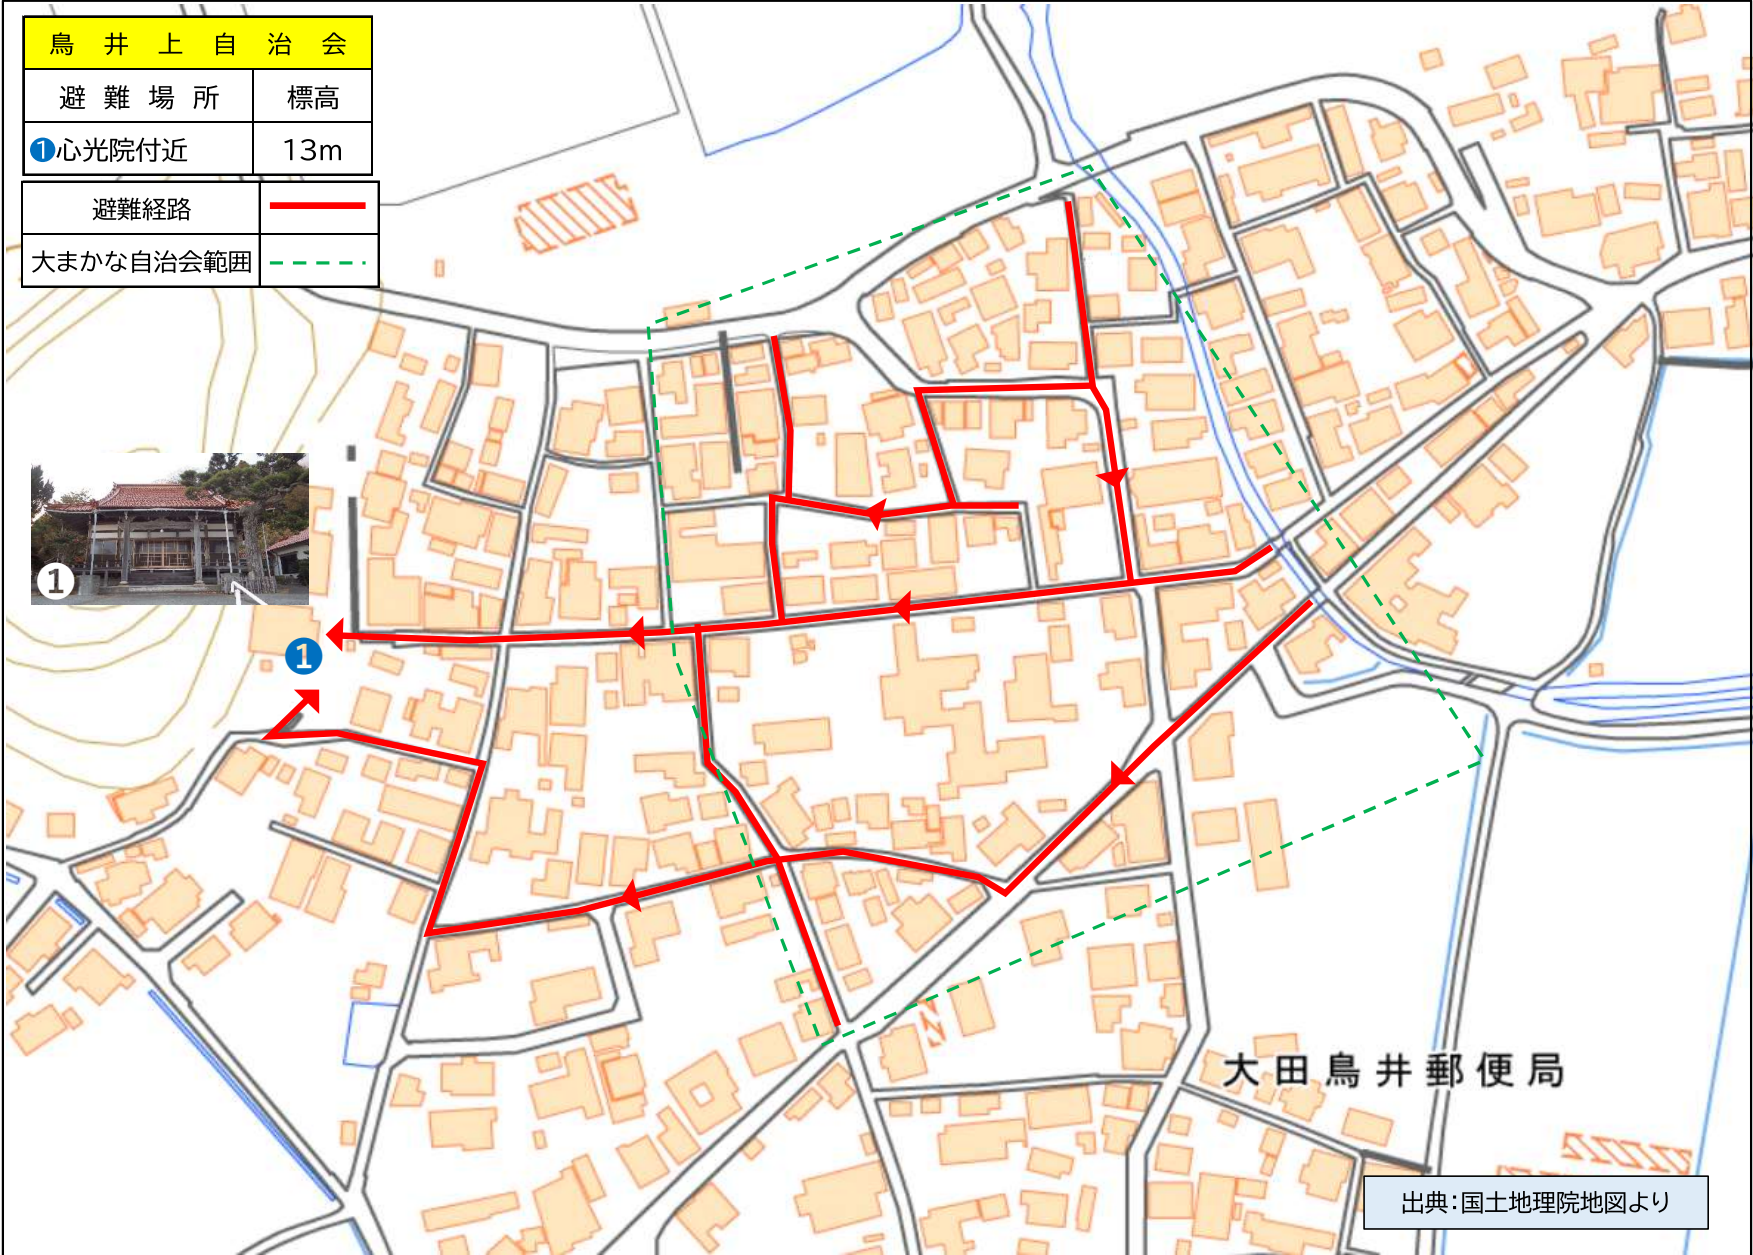 鳥井上自治会
避難場所 標高
❶心光院付近 13m
避難経路
大まかな自治会範囲
1
1
大田鳥井郵便局
出典：国土地理院地図より